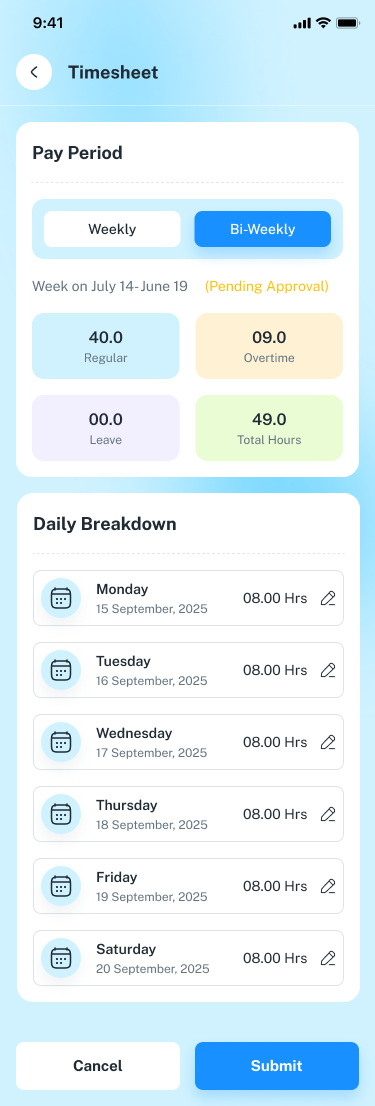 9:41
Timesheet
Pay Period
Weekly
Bi-Weekly
Week on July 14- June 19 (Pending Approval)
40.0
Regular
09.0
Overtime
00.0
Leave
49.0
Total Hours
Daily Breakdown
Monday
15 September, 2025
08.00 Hrs
Tuesday
16 September, 2025
08.00 Hrs
Wednesday
17 September, 2025
08.00 Hrs
Thursday
18 September, 2025
08.00 Hrs
Friday
19 September, 2025
08.00 Hrs
Saturday
20 September, 2025
08.00 Hrs
Cancel
Submit